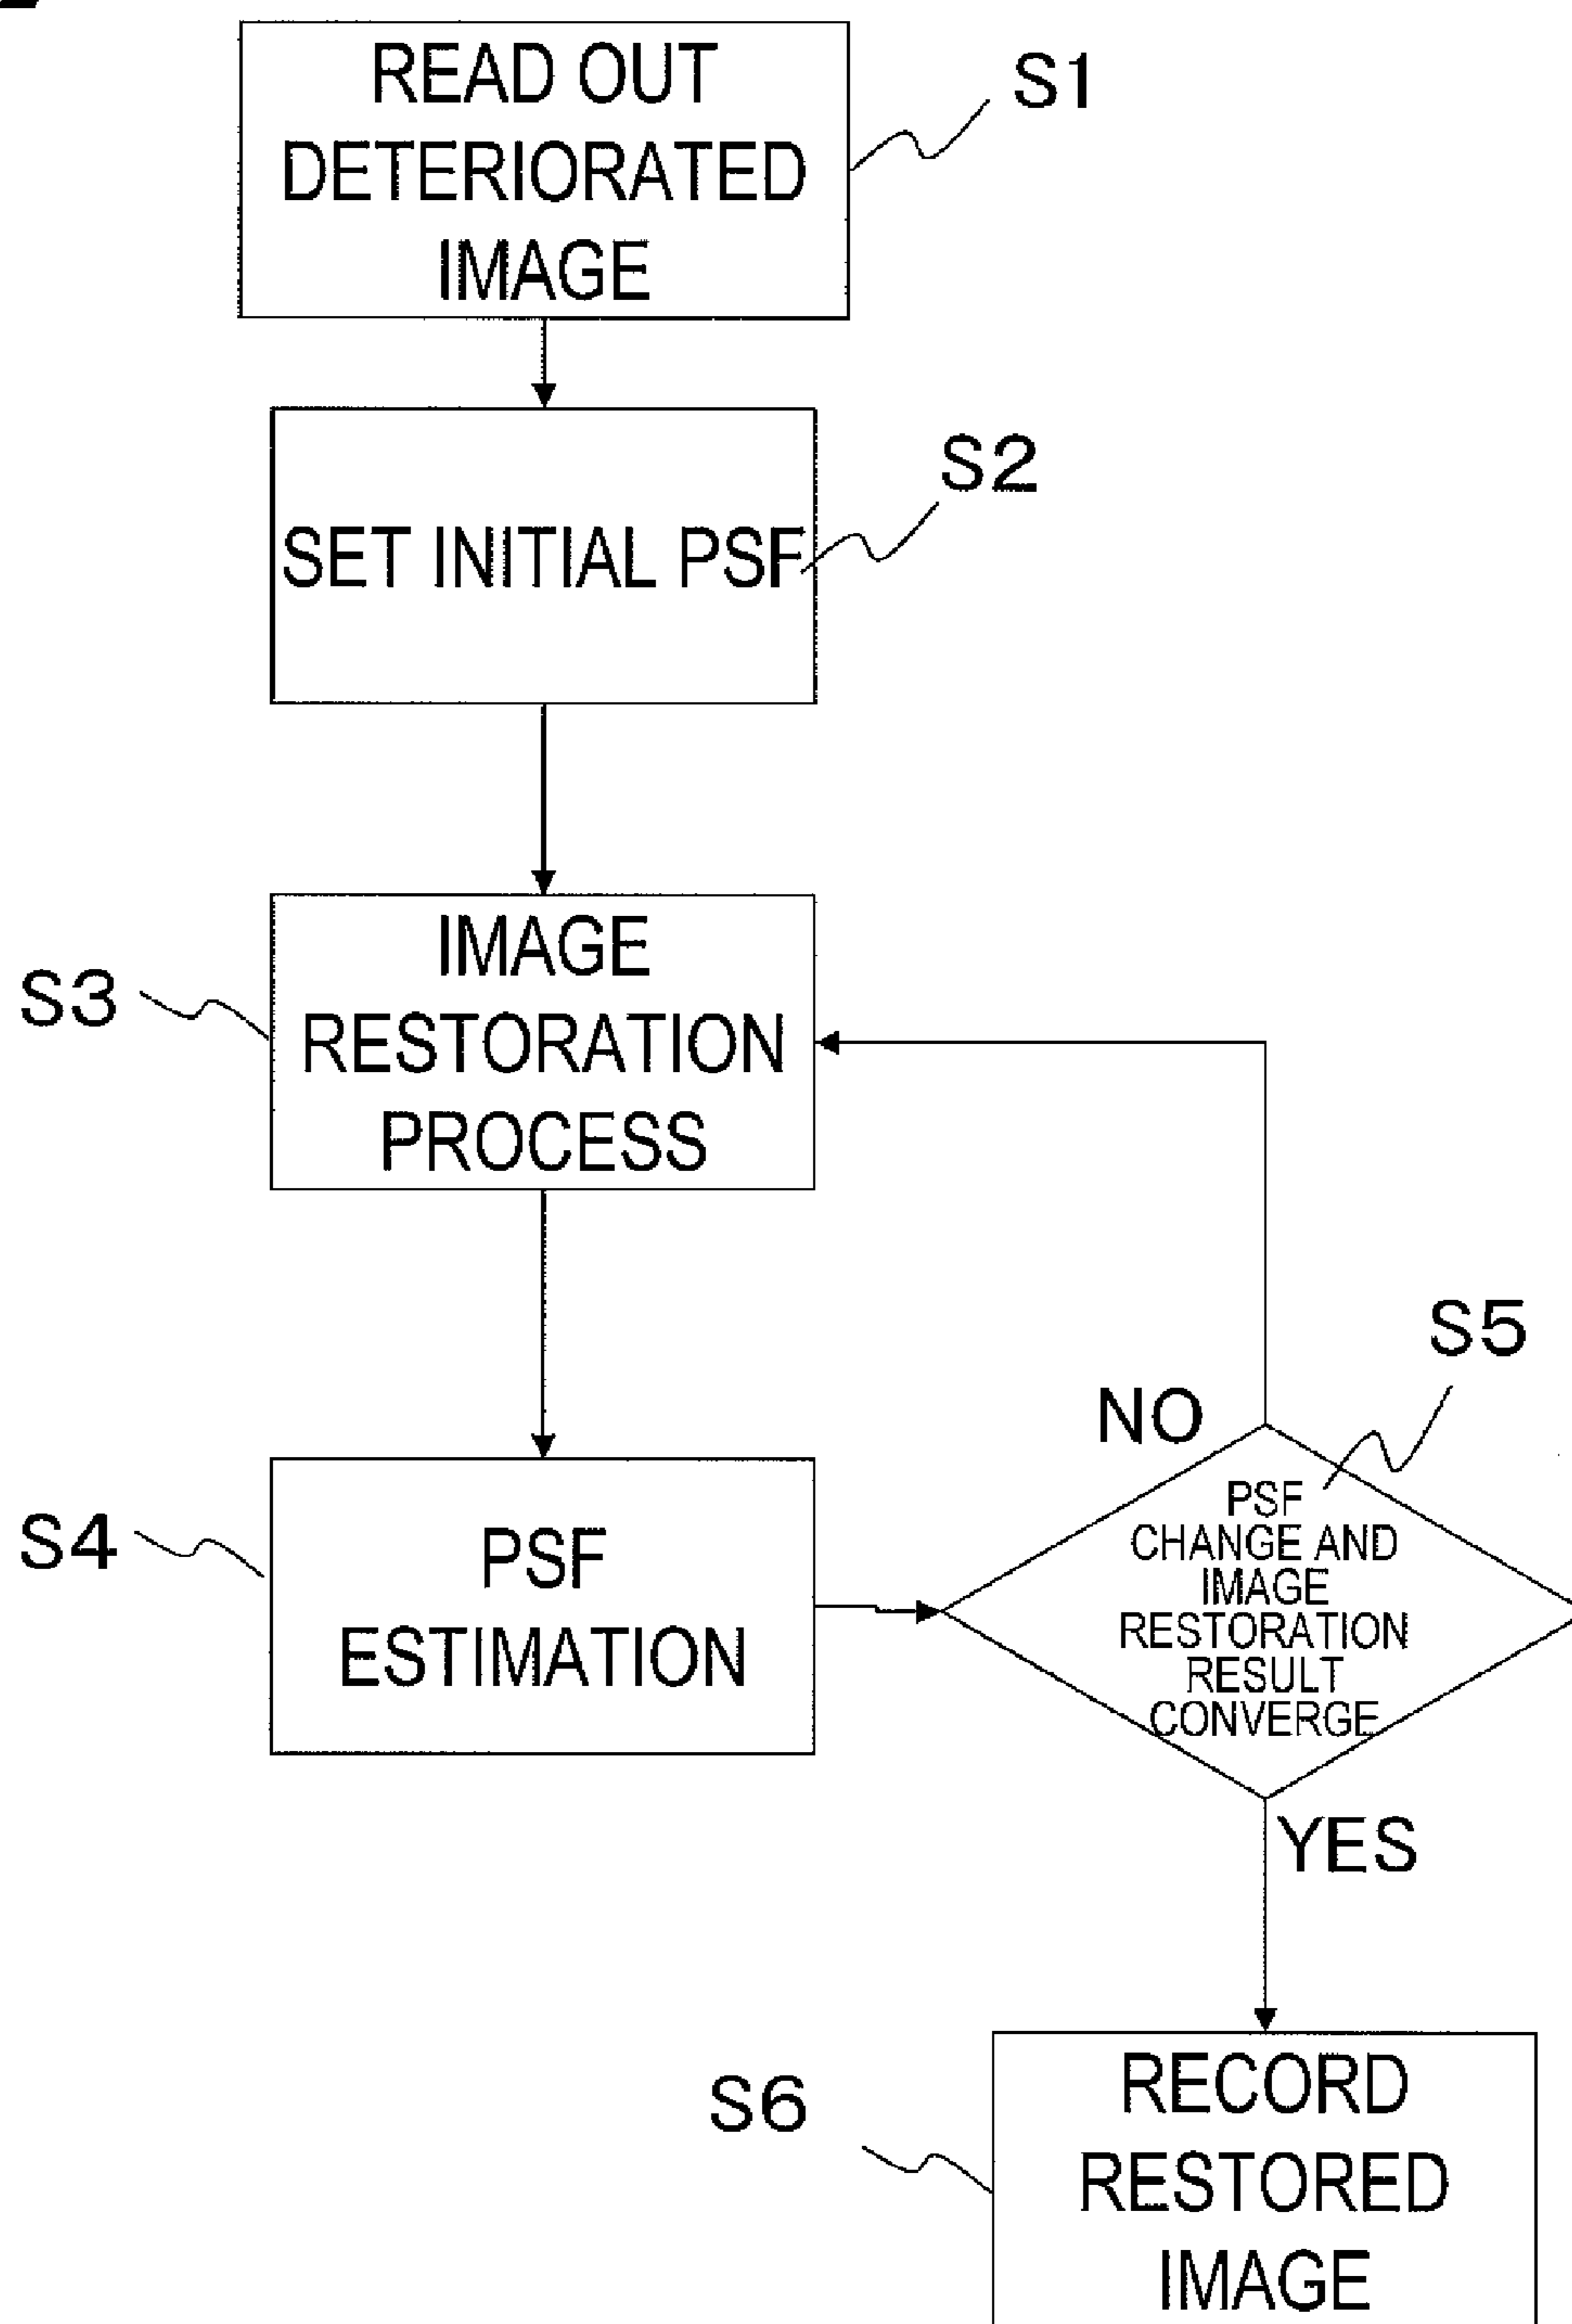 READ OUT
DETERIORATED
IMAGE
S1
SET INITIAL PSF
S2
IMAGE
RESTORATION
PROCESS
S3
PSF
ESTIMATION
S4
NO
S5
PSF
CHANGE AND
IMAGE
RESTORATION
RESULT
CONVERGE
YES
S6
RECORD
RESTORED
IMAGE